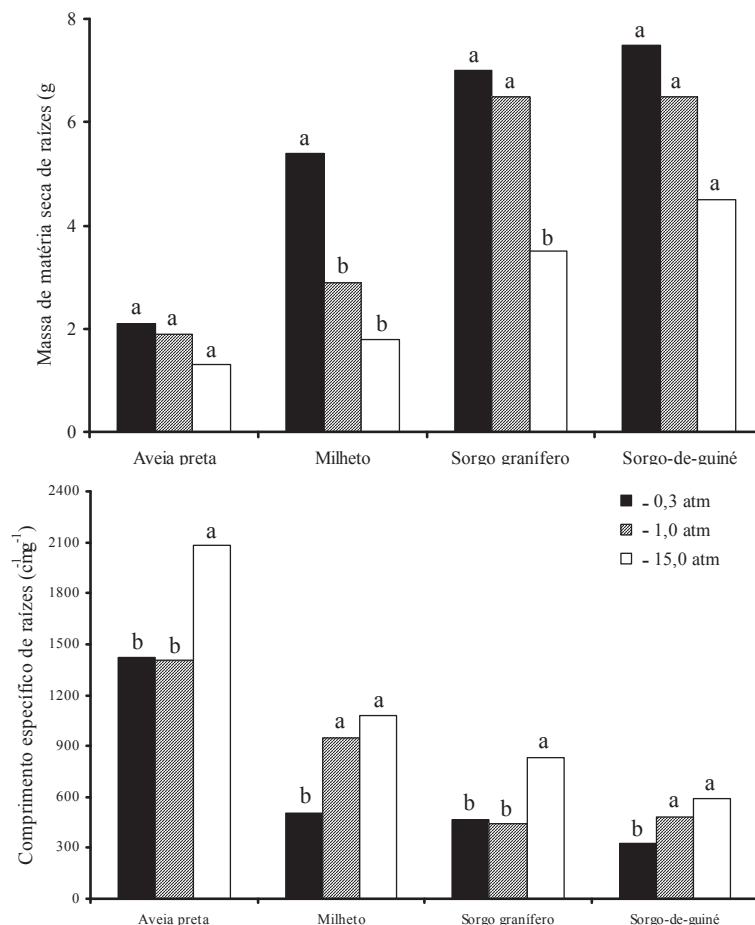 Massa de matéria seca de raízes (g
8
6
4
2
0
a a a
a b b
a a b
a a a
Aveia preta Milheto Sorgo granífero Sorgo-de-guiné
Comprimento específico de raízes (cmg-1)
2400
2100
1800
1500
1200
900
600
300
0
- 0,3 atm
- 1,0 atm
- 15,0 atm
b b a
b a a
b b a
b a a
Aveia preta Milheto Sorgo granífero Sorgo-de-guiné